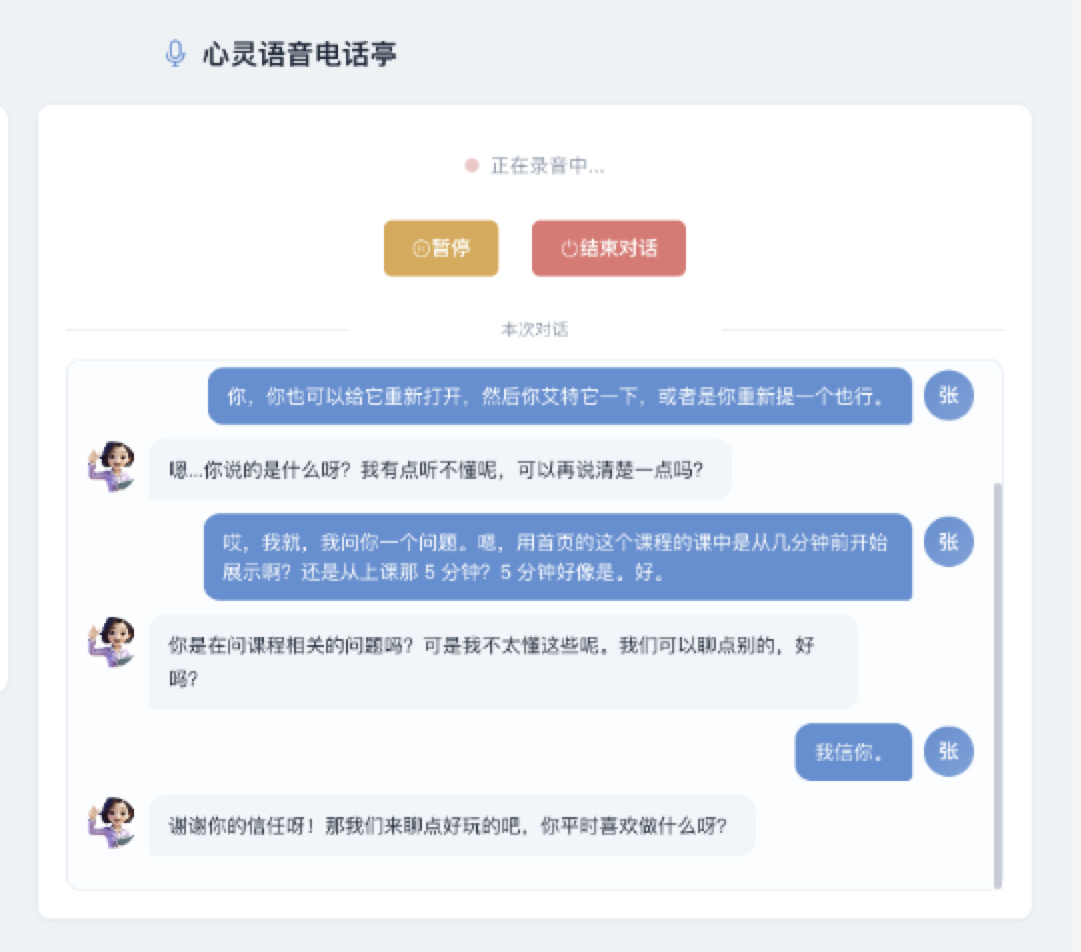 心灵语音电话亭
正在录音中...
暂停
结束对话
本次对话
你，你也可以给它重新打开，然后你艾特它一下，或者是你重新提一个也行。
张
嗯...你说的是什么呀？我有点听不懂呢，可以再说清楚一点吗？
哎，我就，我问你一个问题。嗯，用首页的这个课程的课中是从几分钟前开始
展示啊？还是从上课那 5 分钟？5 分钟好像是。好。
张
你是在问课程相关的问题吗？可是我不太懂这些呢。我们可以聊点别的，好
吗？
我信你。
张
谢谢你的信任呀！那我们来聊点好玩的吧，你平时喜欢做什么呀？